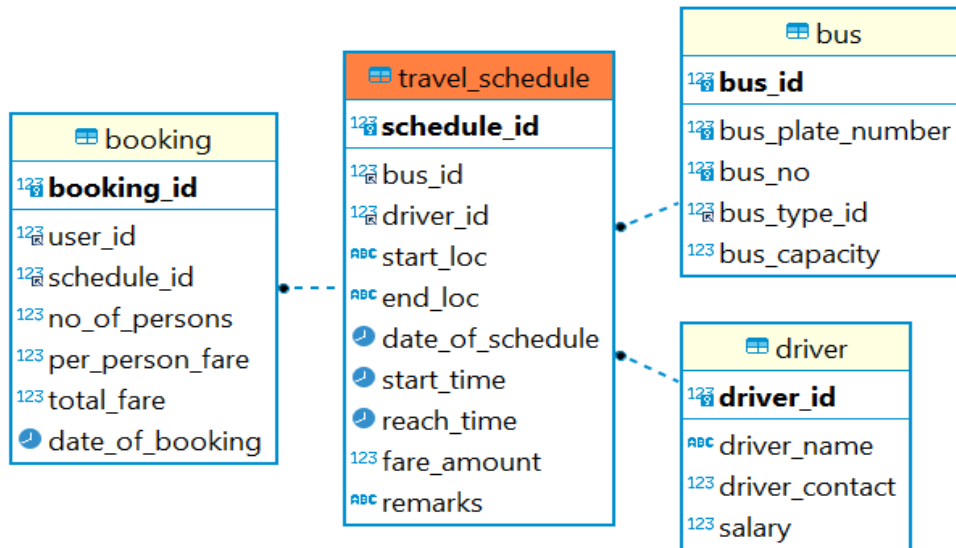 booking
booking_id
user_id
schedule_id
no_of_persons
per_person_fare
total_fare
date_of_booking
travel_schedule
schedule_id
bus_id
driver_id
start_loc
end_loc
date_of_schedule
start_time
reach_time
fare_amount
remarks
bus
bus_id
bus_plate_number
bus_no
bus_type_id
bus_capacity
driver
driver_id
driver_name
driver_contact
salary